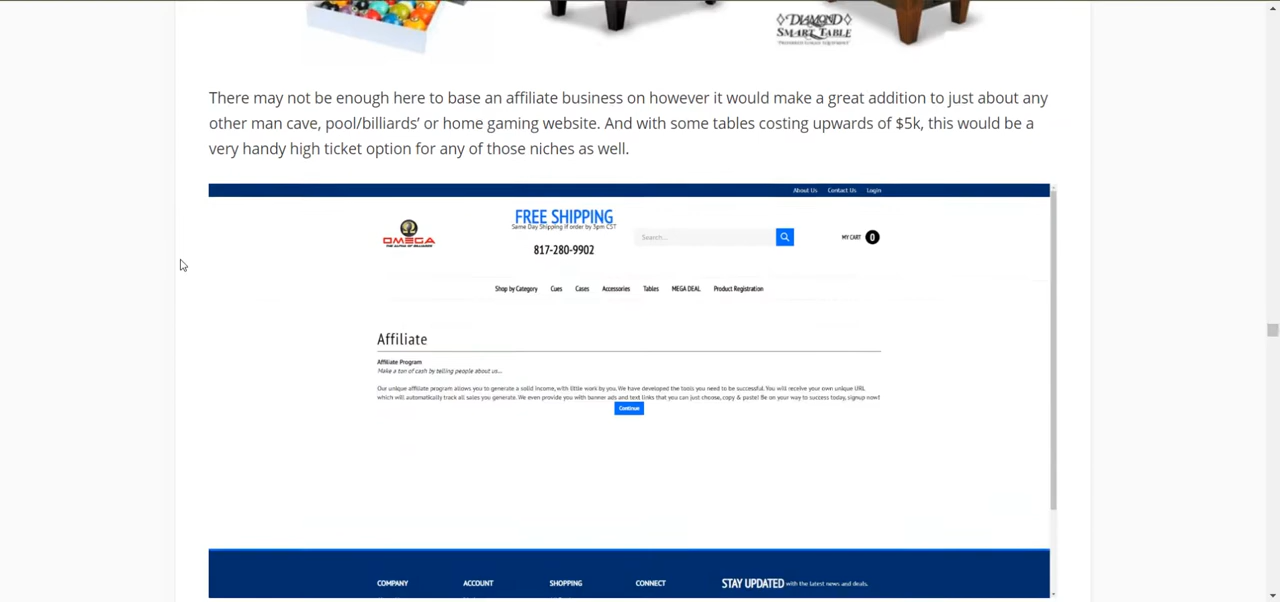 DIAMOND
SMART TABLE
There may not be enough here to base an affiliate business on however it would make a great addition to just about any
other man cave, pool/billiards’ or home gaming website. And with some tables costing upwards of $5k, this would be a
very handy high ticket option for any of those niches as well.
About Us Contact Us Login
FREE SHIPPING
Same Day Shipping if order by 3pm CST
OMEGA
Search...
MY CART 0
817-280-9902
Shop by Category Cues Cases Accessories Tables MEGA DEAL Product Registration
Affiliate
Affiliate Program
Make a ton of cash by telling people about us...
Our unique affiliate program allows you to generate a solid income, with little work by you. We have developed the tools you need to be successful. You will receive your own unique URL
which will automatically track all sales you generate. We even provide you with banner ads and text links that you can just choose, copy & paste! Be on your way to success today, signup now!
Continue
COMPANY ACCOUNT SHOPPING CONNECT STAY UPDATED with the latest news and deals.